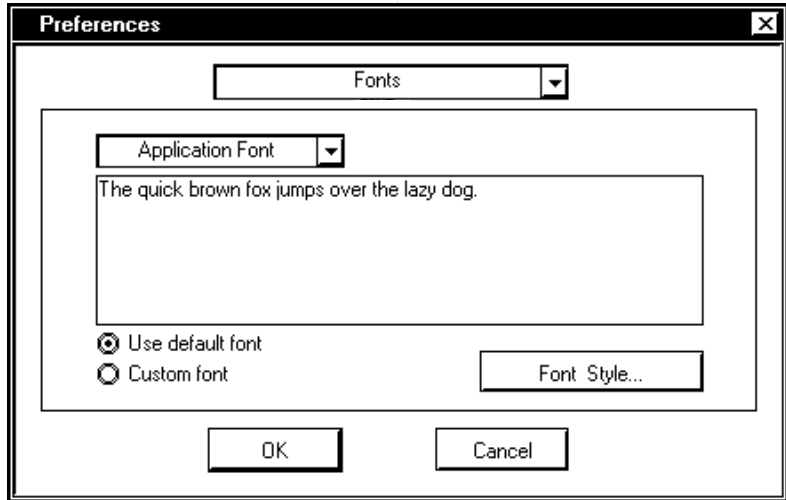 Preferences
Fonts
Application Font
The quick brown fox jumps over the lazy dog.
Use default font
Custom font
Font Style...
OK
Cancel